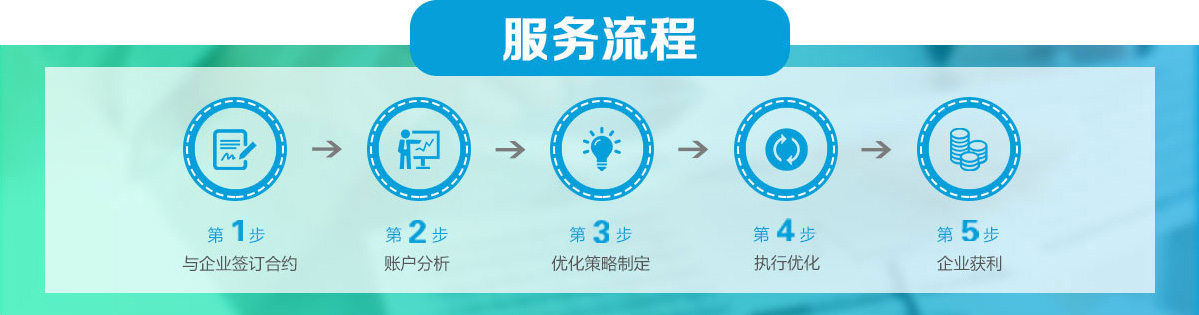 服务流程
第 1 步
与企业签订合约
第 2 步
账户分析
第 3 步
优化策略制定
第 4 步
执行优化
第 5 步
企业获利